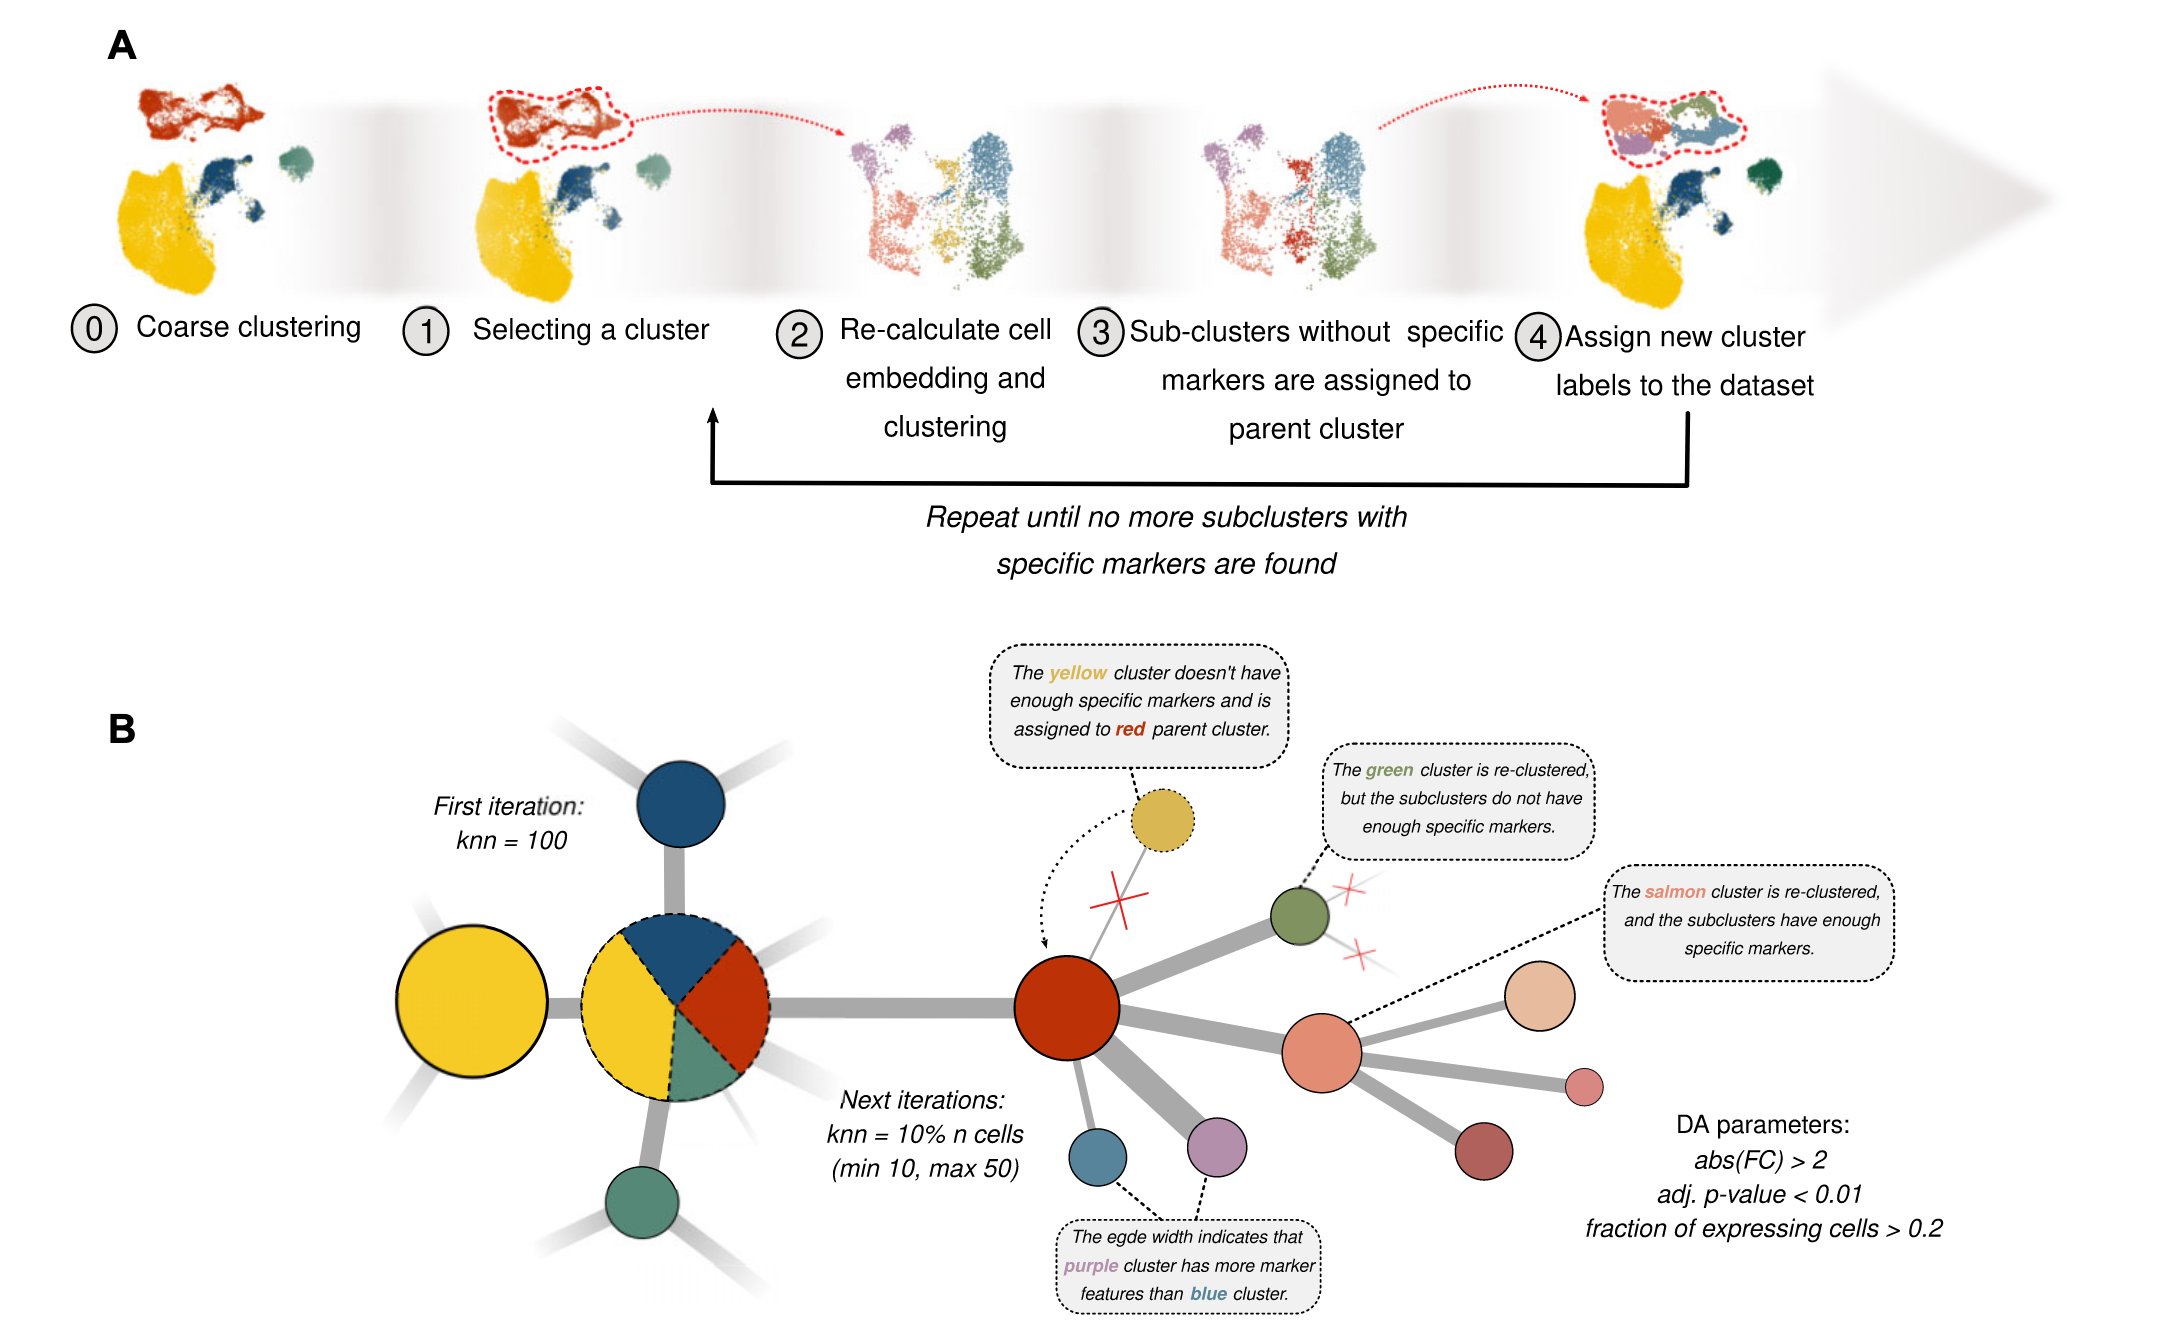 A
0 Coarse clustering
1 Selecting a cluster
2 Re-calculate cell
embedding and
clustering
3 Sub-clusters without specific
markers are assigned to
parent cluster
4 Assign new cluster
labels to the dataset
Repeat until no more subclusters with
specific markers are found
B
First iteration:
knn = 100
The yellow cluster doesn't have
enough specific markers and is
assigned to red parent cluster.
The green cluster is re-clustered,
but the subclusters do not have
enough specific markers.
The salmon cluster is re-clustered,
and the subclusters have enough
specific markers.
Next iterations:
knn = 10% n cells
(min 10, max 50)
The egde width indicates that
purple cluster has more marker
features than blue cluster.
DA parameters:
abs(FC) > 2
adj. p-value < 0.01
fraction of expressing cells > 0.2